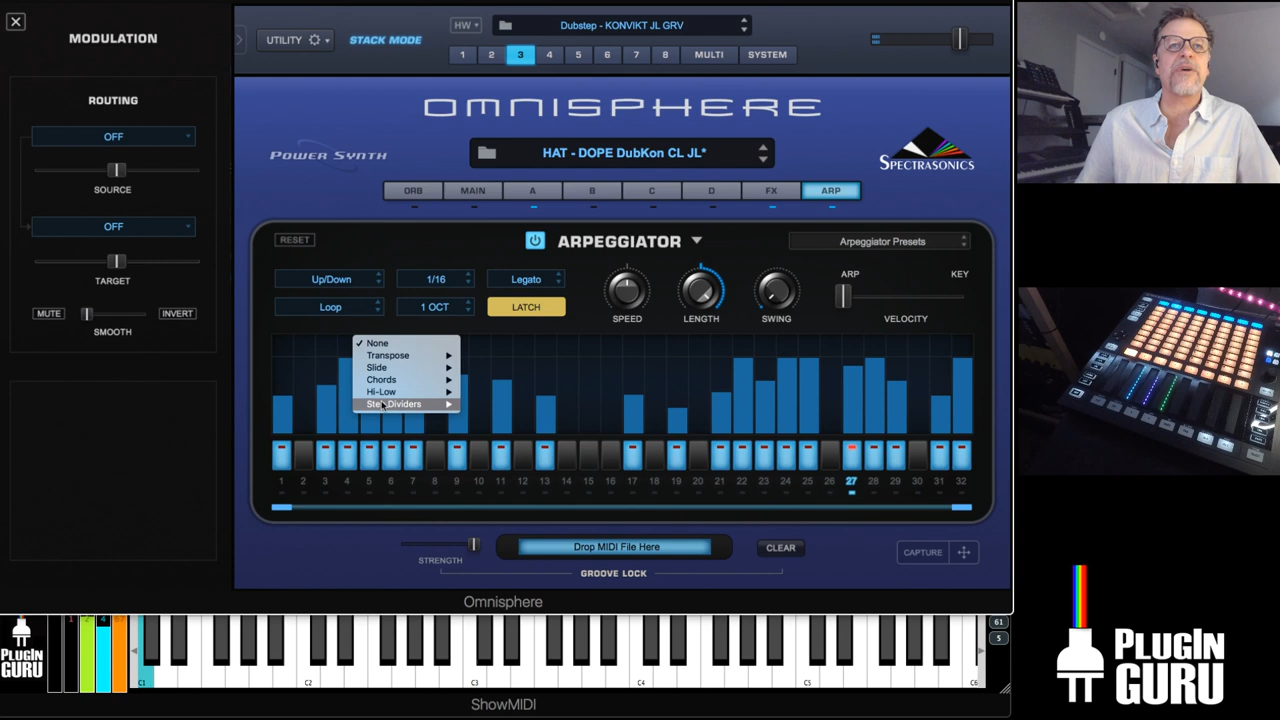 MODULATION
ROUTING
OFF
SOURCE
OFF
TARGET
MUTE
INVERT
SMOOTH
UTILITY
STACK MODE
HW
Dubstep - KONVIKT JL GRV
1 2 3 4 5 6 7 8 MULTI SYSTEM
OMNISPHERE
POWER SYNTH
HAT - DOPE DubKon CL JL*
SPECTRASONICS
ORB MAIN A B C D FX ARP
RESET
ARPEGGIATOR
Arpeggiator Presets
Up/Down 1/16 Legato
Loop 1 OCT LATCH
SPEED LENGTH SWING
ARP KEY
VELOCITY
None
Transpose
Slide
Chords
Hi-Low
Step Dividers
1 2 3 4 5 6 7 8 9 10 11 12 13 14 15 16 17 18 19 20 21 22 23 24 25 26 27 28 29 30 31 32
STRENGTH
Drop MIDI File Here
CLEAR
CAPTURE
GROOVE LOCK
Omnisphere
1 2 4 67
61
5
C1 C2 C3 C4 C5 C6
ShowMIDI
PLUGIN
GURU
PLUGIN
GURU